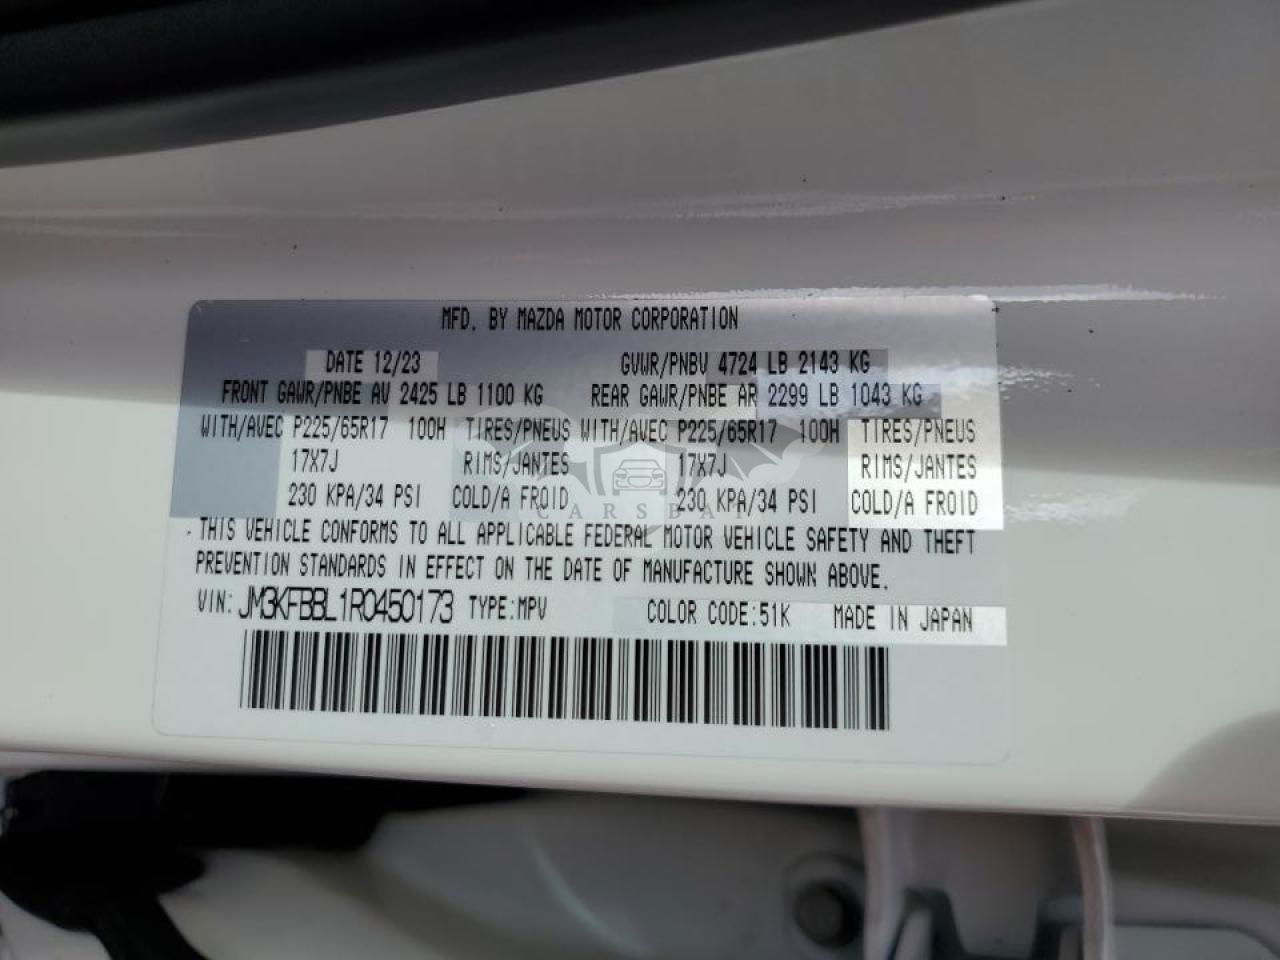 MFD. BY MAZDA MOTOR CORPORATION
DATE 12/23 GVWR/PNBV 4724 LB 2143 KG
FRONT GAWR/PNBE AV 2425 LB 1100 KG REAR GAWR/PNBE AR 2299 LB 1043 KG
WITH/AVEC P225/65R17 100H TIRES/PNEUS WITH/AVEC P225/65R17 100H TIRES/PNEUS
17X7J RIMS/JANTES 17X7J RIMS/JANTES
230 KPA/34 PSI COLD/A FROID 230 KPA/34 PSI COLD/A FROID
CARSBAT
THIS VEHICLE CONFORMS TO ALL APPLICABLE FEDERAL MOTOR VEHICLE SAFETY AND THEFT
PREVENTION STANDARDS IN EFFECT ON THE DATE OF MANUFACTURE SHOWN ABOVE.
VIN: JM3KFBBL1R0450173 TYPE:MPV COLOR CODE:51K MADE IN JAPAN